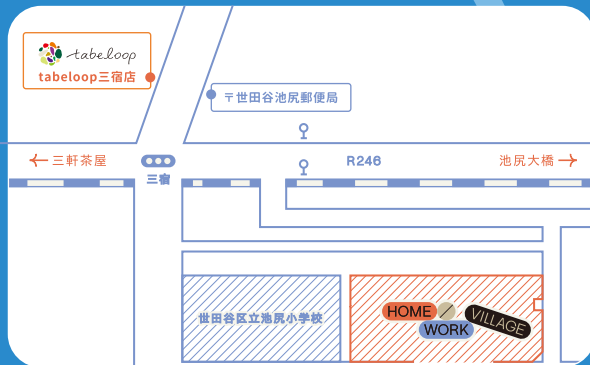 tabeloop
tabeloop三宿店
〒世田谷池尻郵便局
三軒茶屋
三宿
R246
池尻大橋
世田谷区立池尻小学校
HOME
WORK
VILLAGE